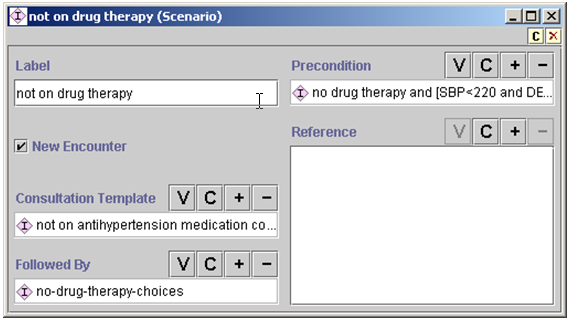 not on drug therapy (Scenario)
C
Label
not on drug therapy
New Encounter
Consultation Template V C + −
not on antihypertension medication co...
Followed By V C + −
no-drug-therapy-choices
Precondition V C + −
no drug therapy and [SBP<220 and DE...
Reference V C + −